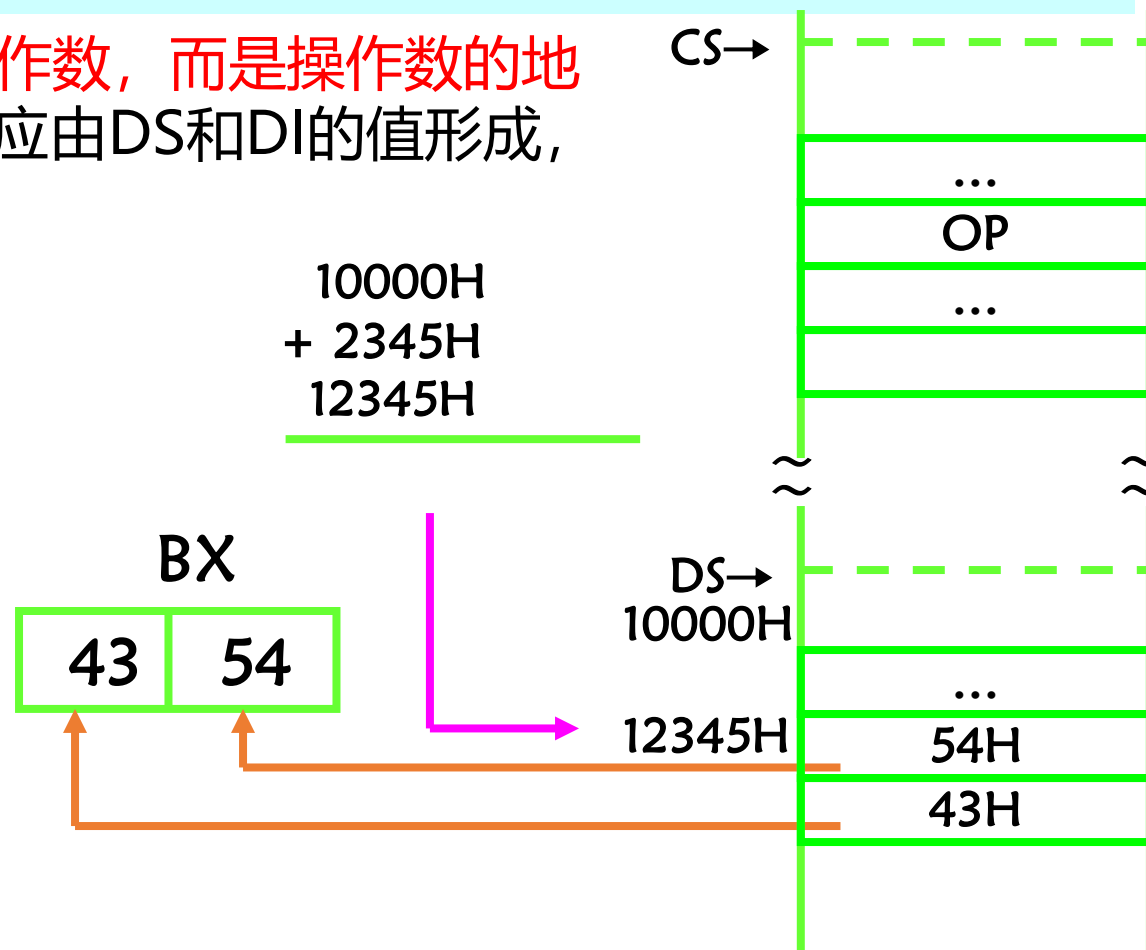 作数，而是操作数的地
应由DS和DI的值形成，
CS→
...
OP
...
10000H
+ 2345H
12345H
BX
43 54
DS→
10000H
...
12345H
54H
43H